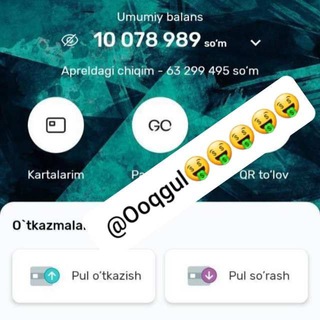 Umumiy balans
10 078 989 so'm
Apreldagi chiqim - 63 299 495 so'm
GO
Kartalarim
QR to'lov
@Ooqgul🤑🤑🤑🤑🤑
O`tkazmala
Pul o'tkazish
Pul so'rash